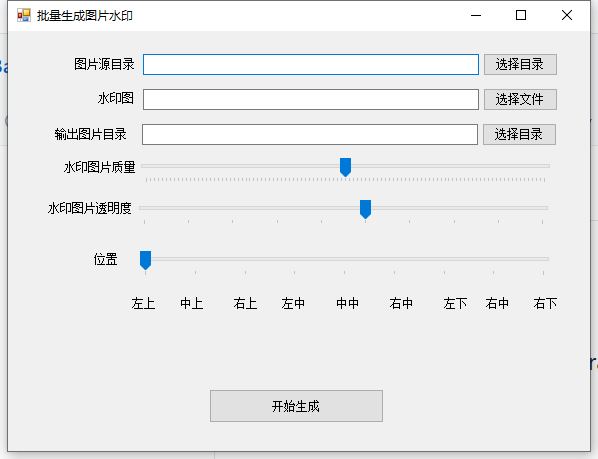 批量生成图片水印
图片源目录 选择目录
水印图 选择文件
输出图片目录 选择目录
水印图片质量
水印图片透明度
位置
左上 中上 右上 左中 中中 右中 左下 右中 右下
开始生成